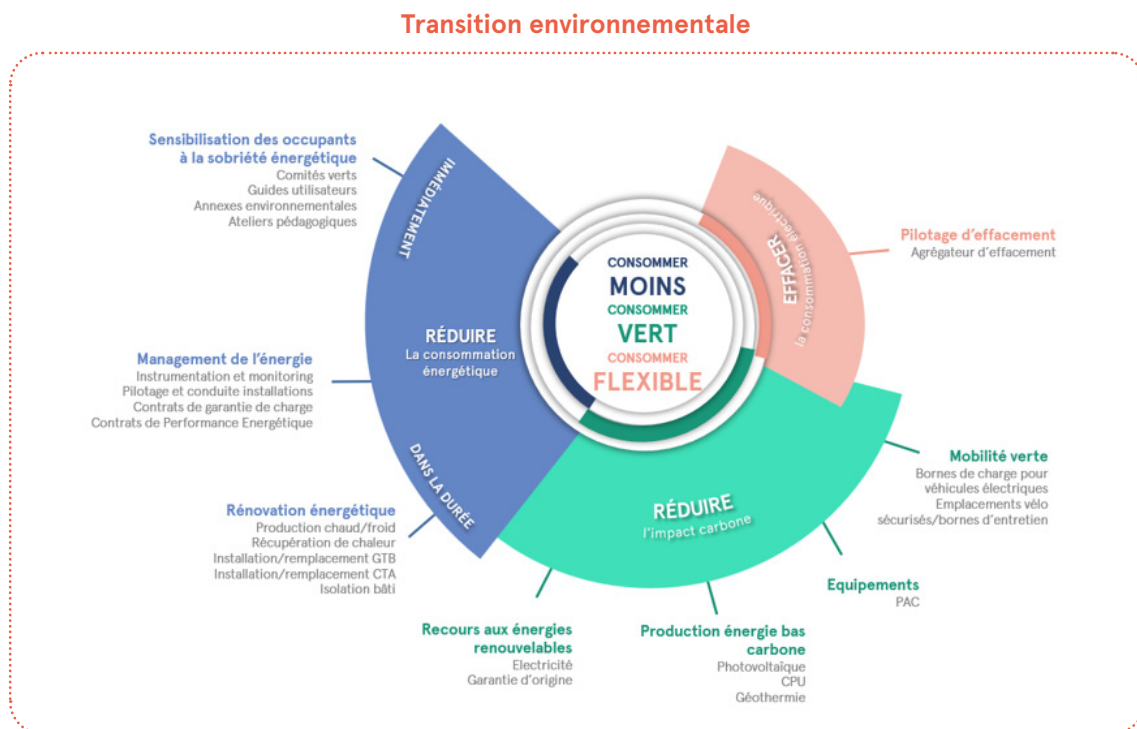 Transition environnementale
Sensibilisation des occupants
à la sobriété énergétique
Comités verts
Guides utilisateurs
Annexes environnementales
Ateliers pédagogiques
IMMÉDIATEMENT
Management de l'énergie
Instrumentation et monitoring
Pilotage et conduite installations
Contrats de garantie de charge
Contrats de Performance Energétique
RÉDUIRE
La consommation
énergétique
DANS LA DURÉE
Rénovation énergétique
Production chaud/froid
Récupération de chaleur
Installation/remplacement GTB
Installation/remplacement CTA
Isolation bâti
CONSOMMER
MOINS
CONSOMMER
VERT
CONSOMMER
FLEXIBLE
EFFACER
la consommation électrique
Pilotage d'effacement
Agrégateur d'effacement
RÉDUIRE
l'impact carbone
Mobilité verte
Bornes de charge pour
véhicules électriques
Emplacements vélo
sécurisés/bornes d'entretien
Equipements
PAC
Production énergie bas
carbone
Photovoltaïque
CPU
Géothermie
Recours aux énergies
renouvelables
Electricité
Garantie d'origine